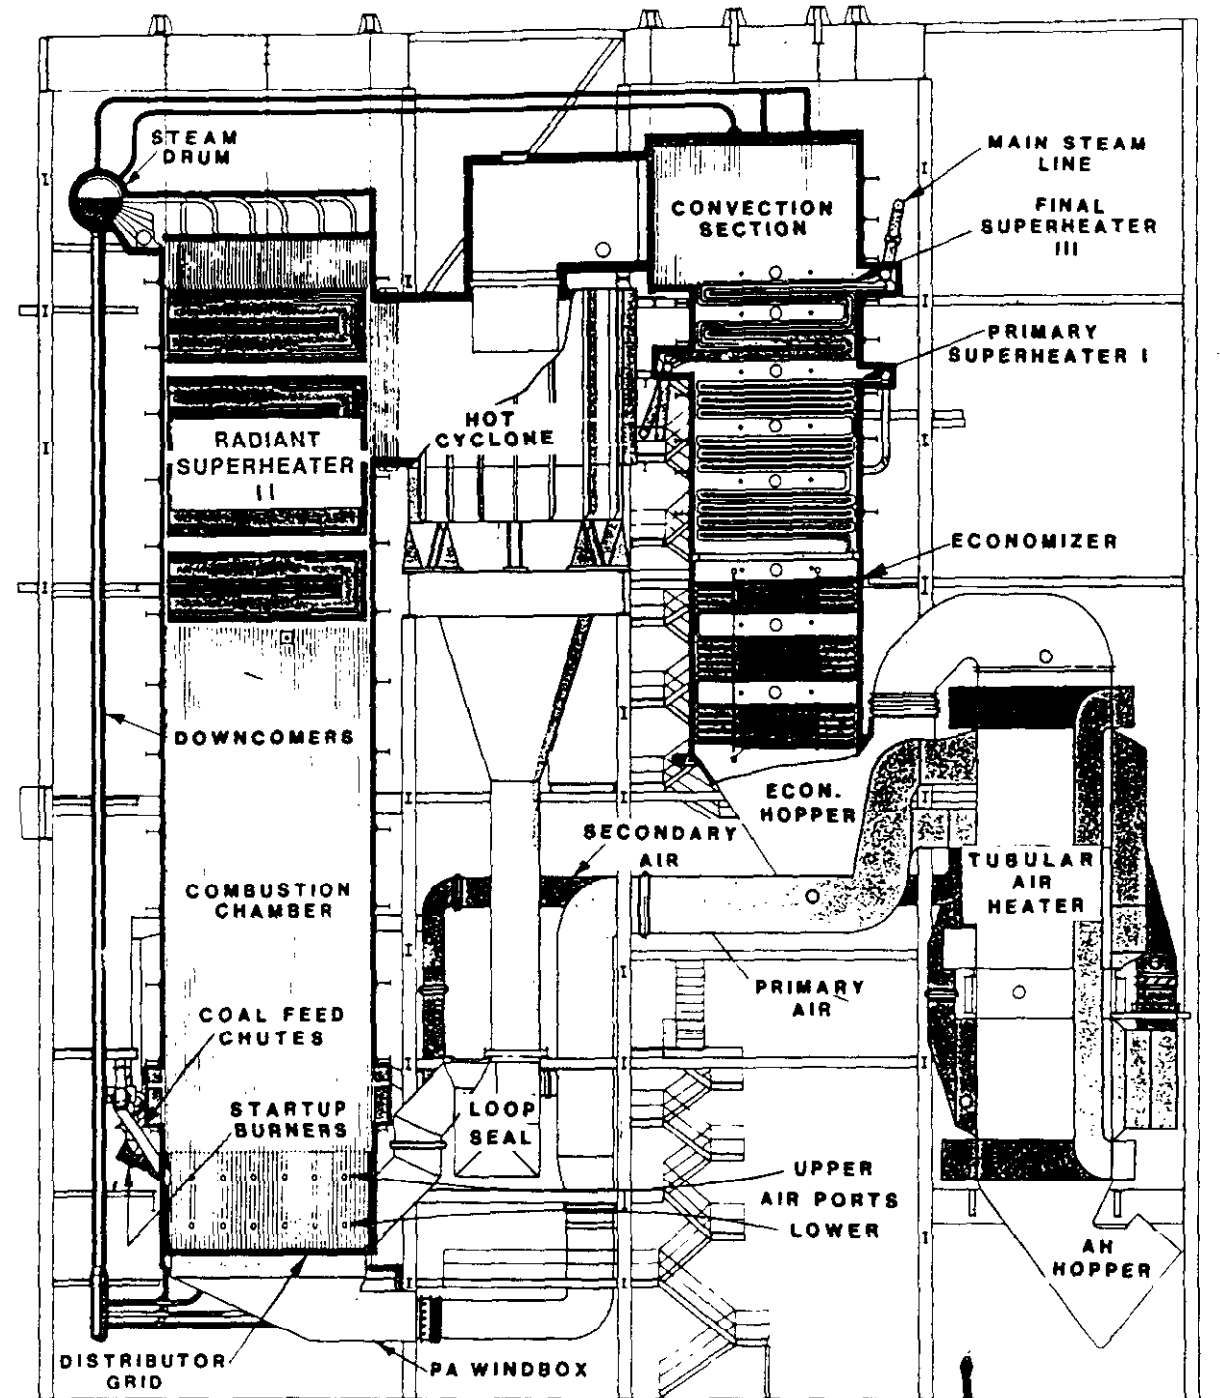 STEAM
DRUM
MAIN STEAM
LINE
CONVECTION
SECTION
FINAL
SUPERHEATER
III
PRIMARY
SUPERHEATER I
HOT
CYCLONE
RADIANT
SUPERHEATER
II
ECONOMIZER
DOWNCOMERS
ECON.
HOPPER
SECONDARY
AIR
TUBULAR
AIR
HEATER
COMBUSTION
CHAMBER
PRIMARY
AIR
COAL FEED
CHUTES
STARTUP
BURNERS
LOOP
SEAL
UPPER
AIR PORTS
LOWER
AH
HOPPER
DISTRIBUTOR
GRID
PA WINDBOX